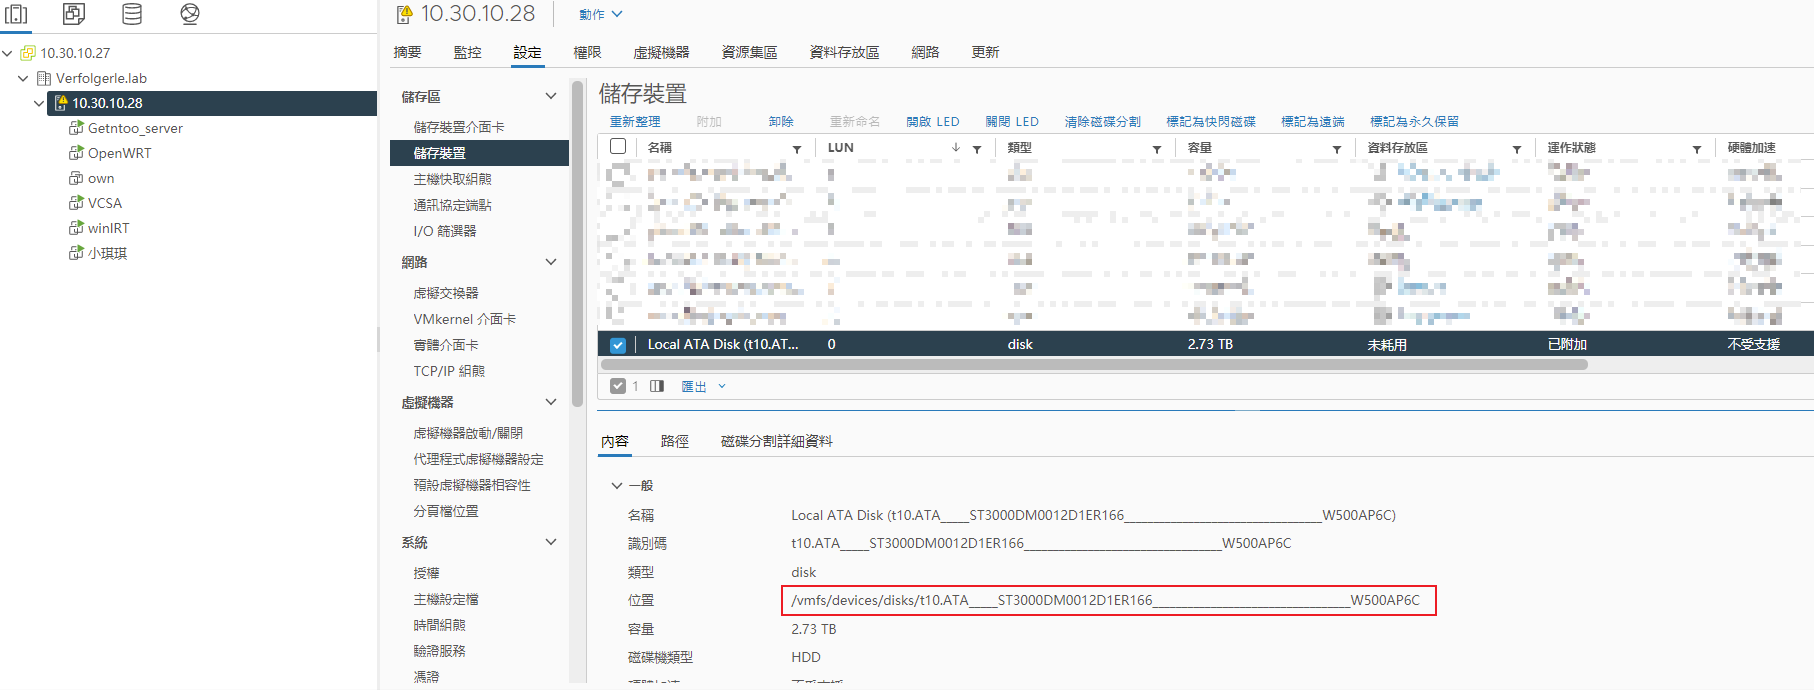 10.30.10.27
Verfolgerle.lab
10.30.10.28
Getntoo_server
OpenWRT
own
VCSA
winIRT
小琪琪
10.30.10.28
動作
摘要 監控 設定 權限 虛擬機器 資源集區 資料存放區 網路 更新
儲存區
儲存裝置介面卡
儲存裝置
主機快取組態
通訊協定端點
I/O 篩選器
網路
虛擬交換器
VMkernel 介面卡
實體介面卡
TCP/IP 組態
虛擬機器
虛擬機器啟動/關閉
代理程式虛擬機器設定
預設虛擬機器相容性
分頁檔位置
系統
授權
主機設定檔
時間組態
驗證服務
憑證
儲存裝置
重新整理 附加 卸除 重新命名 開啟 LED 關閉 LED 清除磁碟分割 標記為快閃磁碟 標記為遠端 標記為永久保留
名稱 LUN 類型 容量 資料存放區 運作狀態 硬體加速
Local ATA Disk (t10.AT... 0 disk 2.73 TB 未耗用 已附加 不受支援
1 匯出
內容 路徑 磁碟分割詳細資料
一般
名稱 Local ATA Disk (t10.ATA_____ST3000DM0012D1ER166__________________________________W500AP6C)
識別碼 t10.ATA_____ST3000DM0012D1ER166__________________________________W500AP6C
類型 disk
位置 /vmfs/devices/disks/t10.ATA_____ST3000DM0012D1ER166__________________________________W500AP6C
容量 2.73 TB
磁碟機類型 HDD